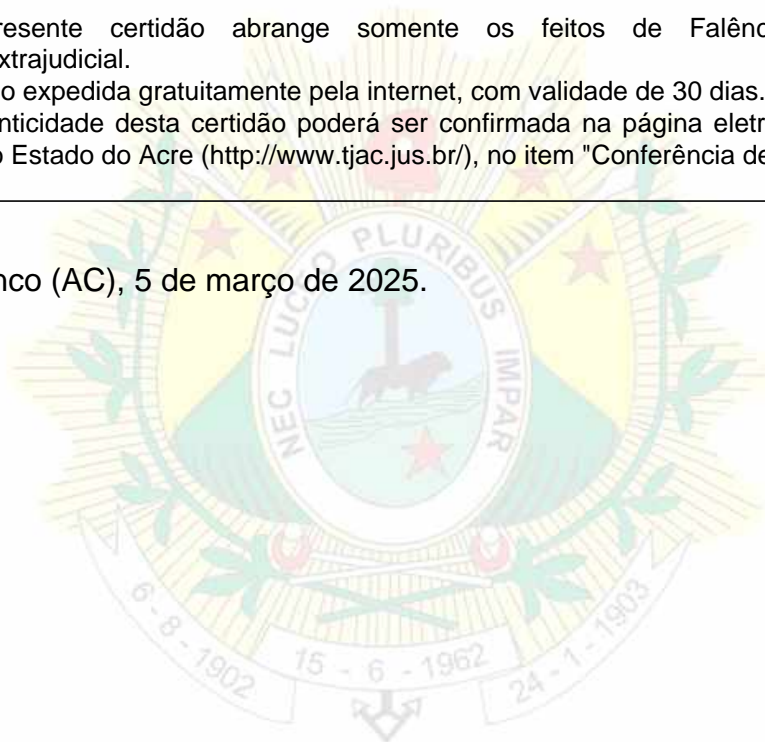 resente certidão abrange somente os feitos de Falênc
xtrajudicial.
o expedida gratuitamente pela internet, com validade de 30 dias.
nticidade desta certidão poderá ser confirmada na página eletr
o Estado do Acre (http://www.tjac.jus.br/), no item "Conferência de
nco (AC), 5 de março de 2025.
NEC LUCEO PLURIBUS IMPAR
6 - 8 - 1902
15 - 6 - 1962
24 - 1 - 1903